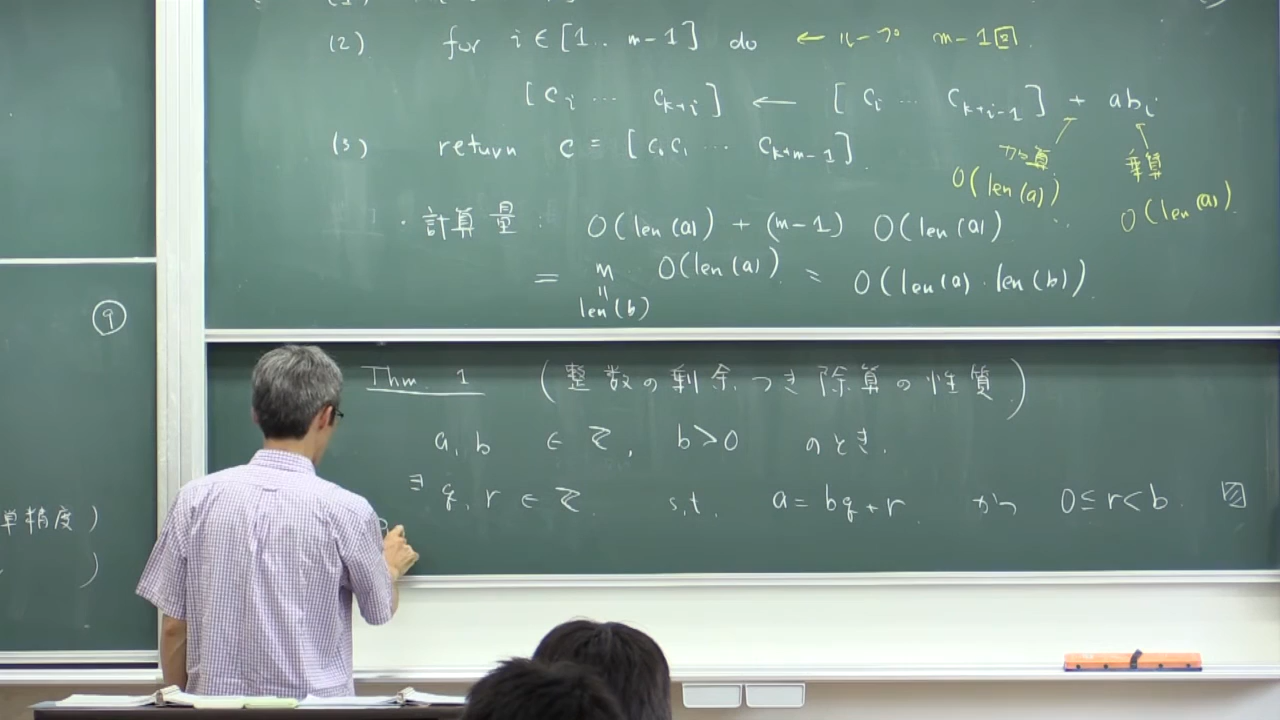 (2) for i ∈ [1.. m-1] do ← ループ m-1回
[c_i ... c_{k+i}] ← [c_i ... c_{k+i-1}] + ab_i
(3) return c = [c_0 c_1 ... c_{k+m-1}]
加算 O(len(a))
乗算 O(len(a))
・計算量: O(len(a)) + (m-1) O(len(a))
= m O(len(a)) = O(len(a)・len(b))
"
len(b)
⑨
単精度)
)
Thm. 1 (整数の剰余つき除算の性質)
a, b ∈ Z, b>0 のとき.
∃ q, r ∈ Z s.t. a = bq + r かつ 0 ≤ r < b.